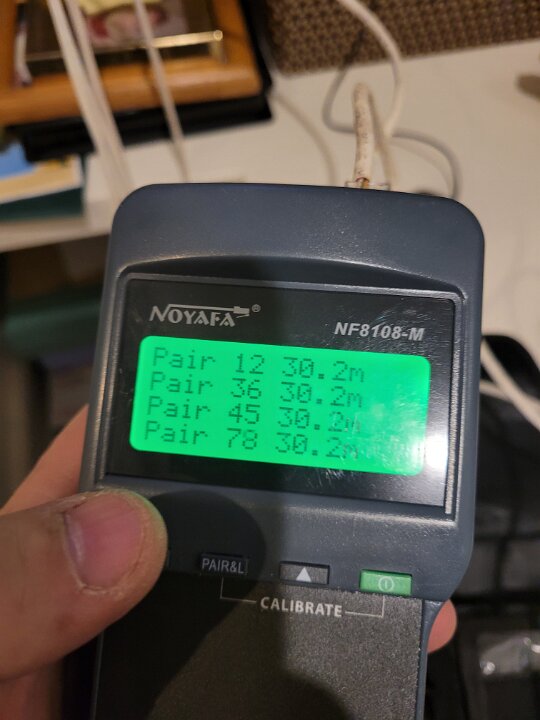 NOYAFA®
NF8108-M
Pair 12 30.2m
Pair 36 30.2m
Pair 45 30.2m
Pair 78 30.2m
PAIR&L ▲
CALIBRATE